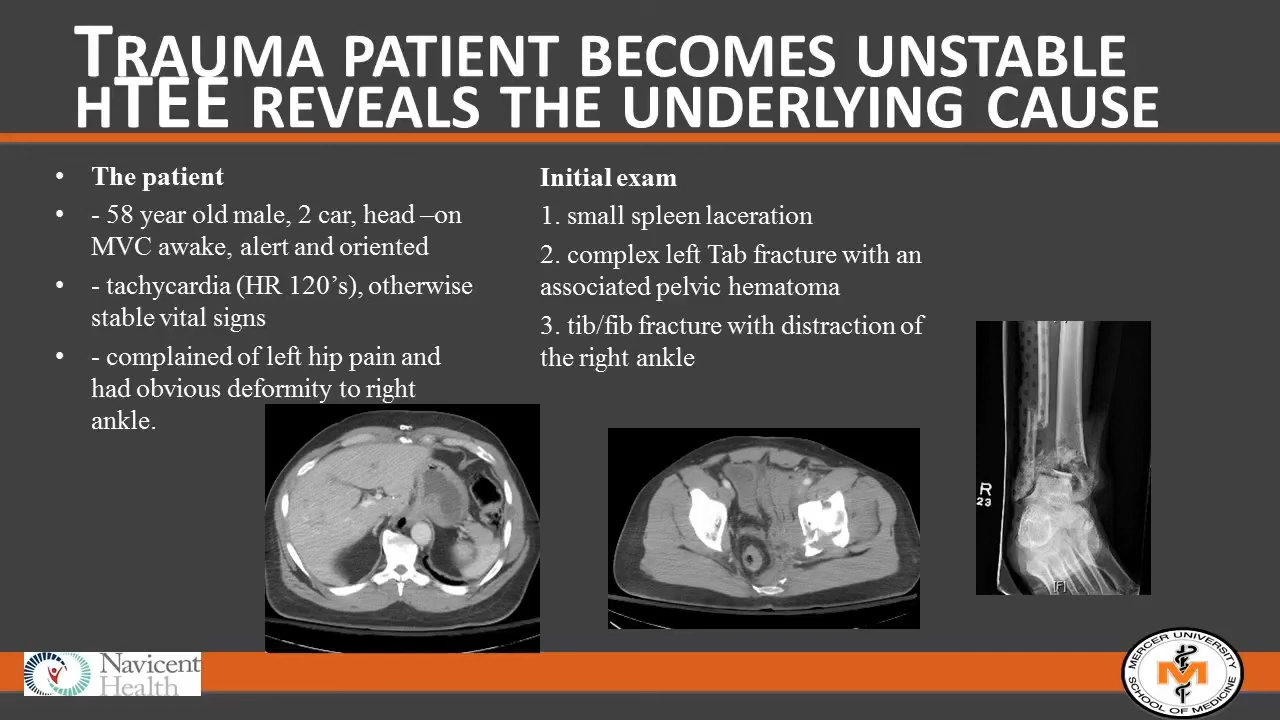 TRAUMA PATIENT BECOMES UNSTABLE
HTEE REVEALS THE UNDERLYING CAUSE
• The patient
• - 58 year old male, 2 car, head –on
MVC awake, alert and oriented
• - tachycardia (HR 120's), otherwise
stable vital signs
• - complained of left hip pain and
had obvious deformity to right
ankle.
Initial exam
1. small spleen laceration
2. complex left Tab fracture with an
associated pelvic hematoma
3. tib/fib fracture with distraction of
the right ankle
R
23
[F]
Navicent
Health
MERCER UNIVERSITY
M
SCHOOL OF MEDICINE